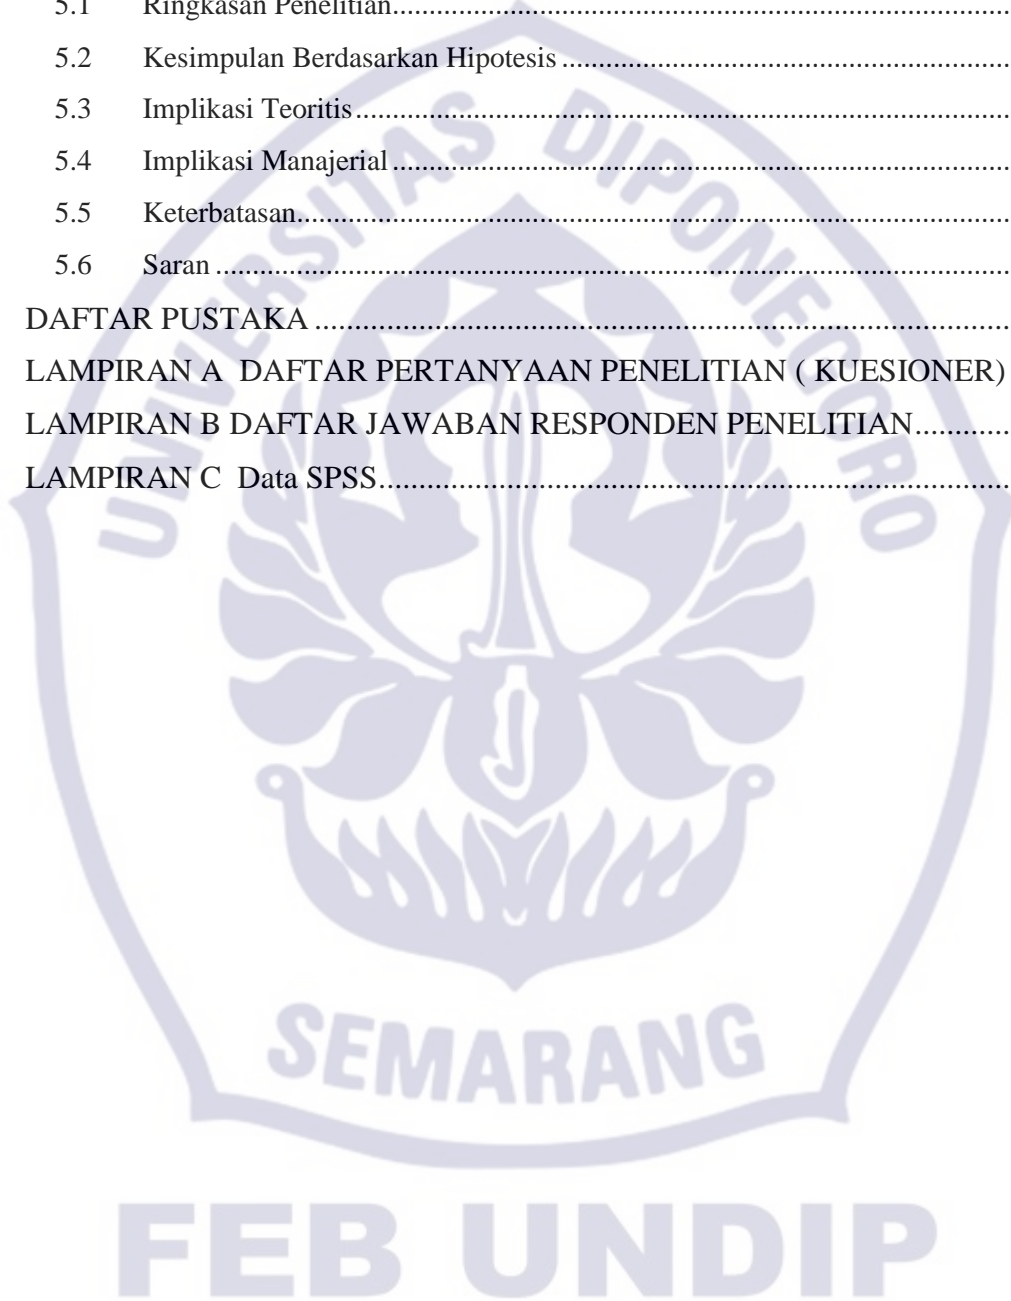 5.1 Ringkasan Penelitian........................................................................
5.2 Kesimpulan Berdasarkan Hipotesis........................................................................
5.3 Implikasi Teoritis........................................................................
5.4 Implikasi Manajerial........................................................................
5.5 Keterbatasan........................................................................
5.6 Saran........................................................................
DAFTAR PUSTAKA........................................................................
LAMPIRAN A DAFTAR PERTANYAAN PENELITIAN ( KUESIONER)
LAMPIRAN B DAFTAR JAWABAN RESPONDEN PENELITIAN............
LAMPIRAN C Data SPSS........................................................................
UNIVERSITAS DIPONEGORO
SEMARANG
FEB UNDIP